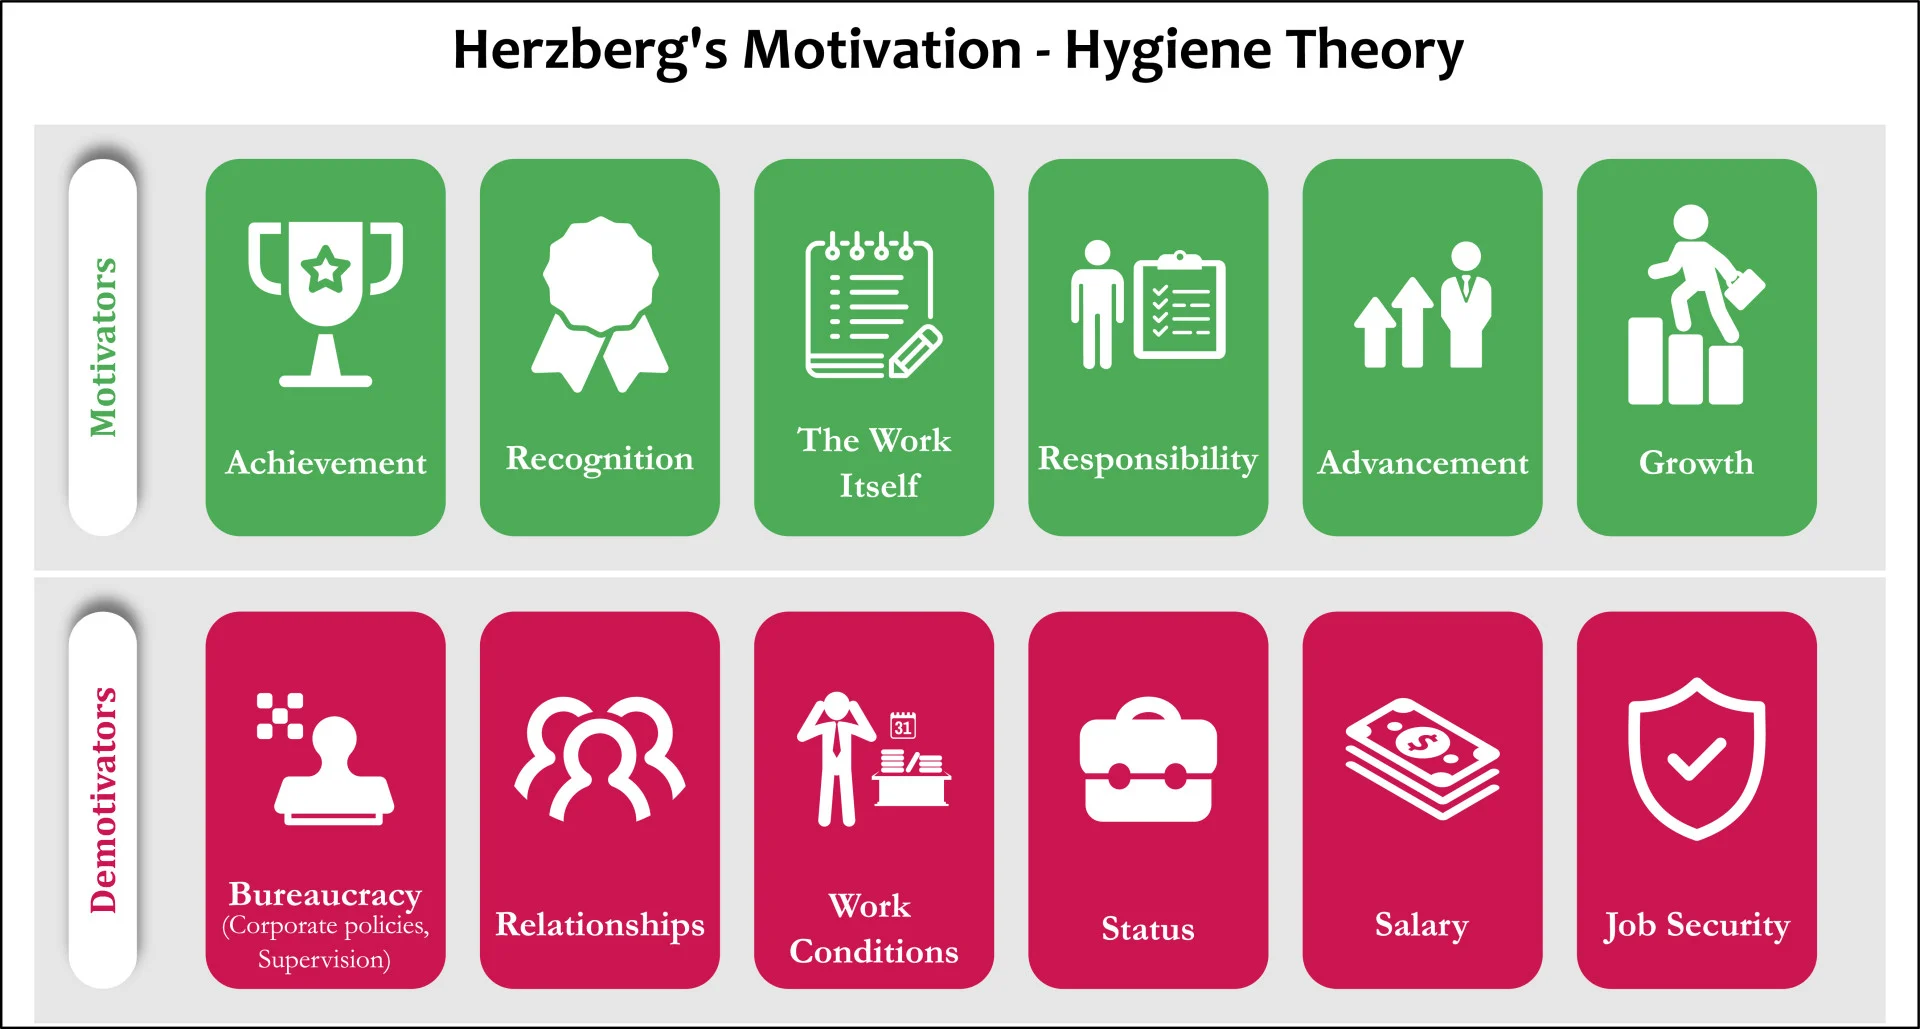 Herzberg's Motivation - Hygiene Theory
Motivators
Achievement
Recognition
The Work
Itself
Responsibility
Advancement
Growth
Demotivators
Bureaucracy
(Corporate policies,
Supervision)
Relationships
31
Work
Conditions
Status
$
Salary
Job Security